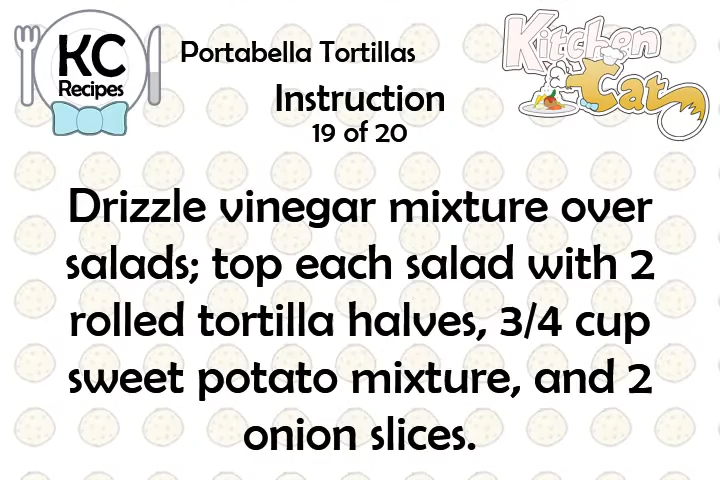 KC
Recipes
Portabella Tortillas
Kitchen
Cat
Instruction
19 of 20
Drizzle vinegar mixture over
salads; top each salad with 2
rolled tortilla halves, 3/4 cup
sweet potato mixture, and 2
onion slices.